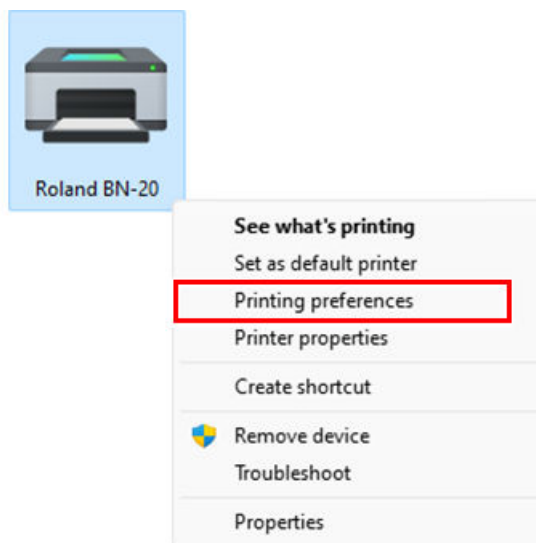 Roland BN-20
See what's printing
Set as default printer
Printing preferences
Printer properties
Create shortcut
Remove device
Troubleshoot
Properties